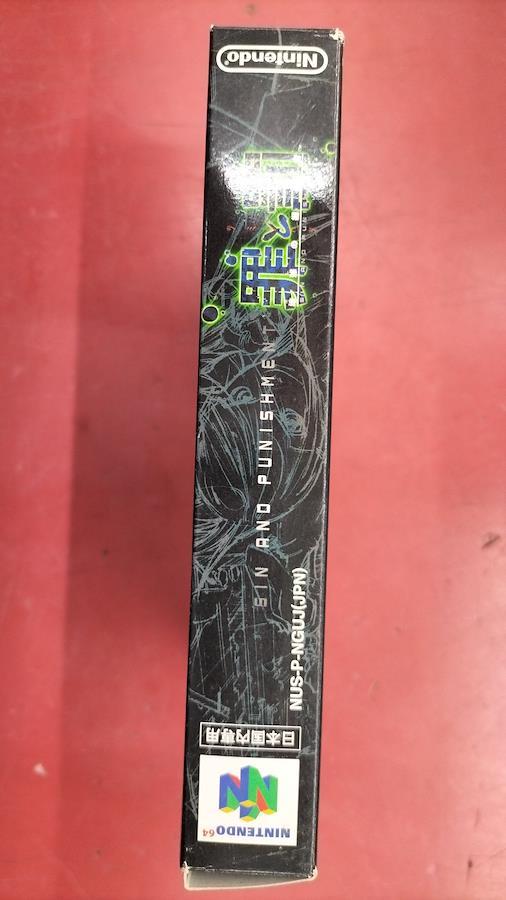 Nintendo®
罪と罰
SIN AND PUNISHMENT
NUS-P-NGUJ(JPN)
日本国内専用
NINTENDO 64